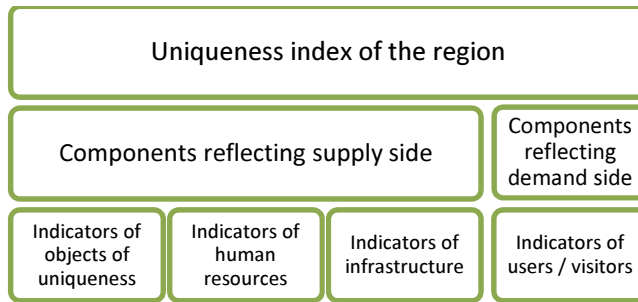 Uniqueness index of the region
Components reflecting supply side
Components
reflecting
demand side
Indicators of
objects of
uniqueness
Indicators of
human
resources
Indicators of
infrastructure
Indicators of
users / visitors